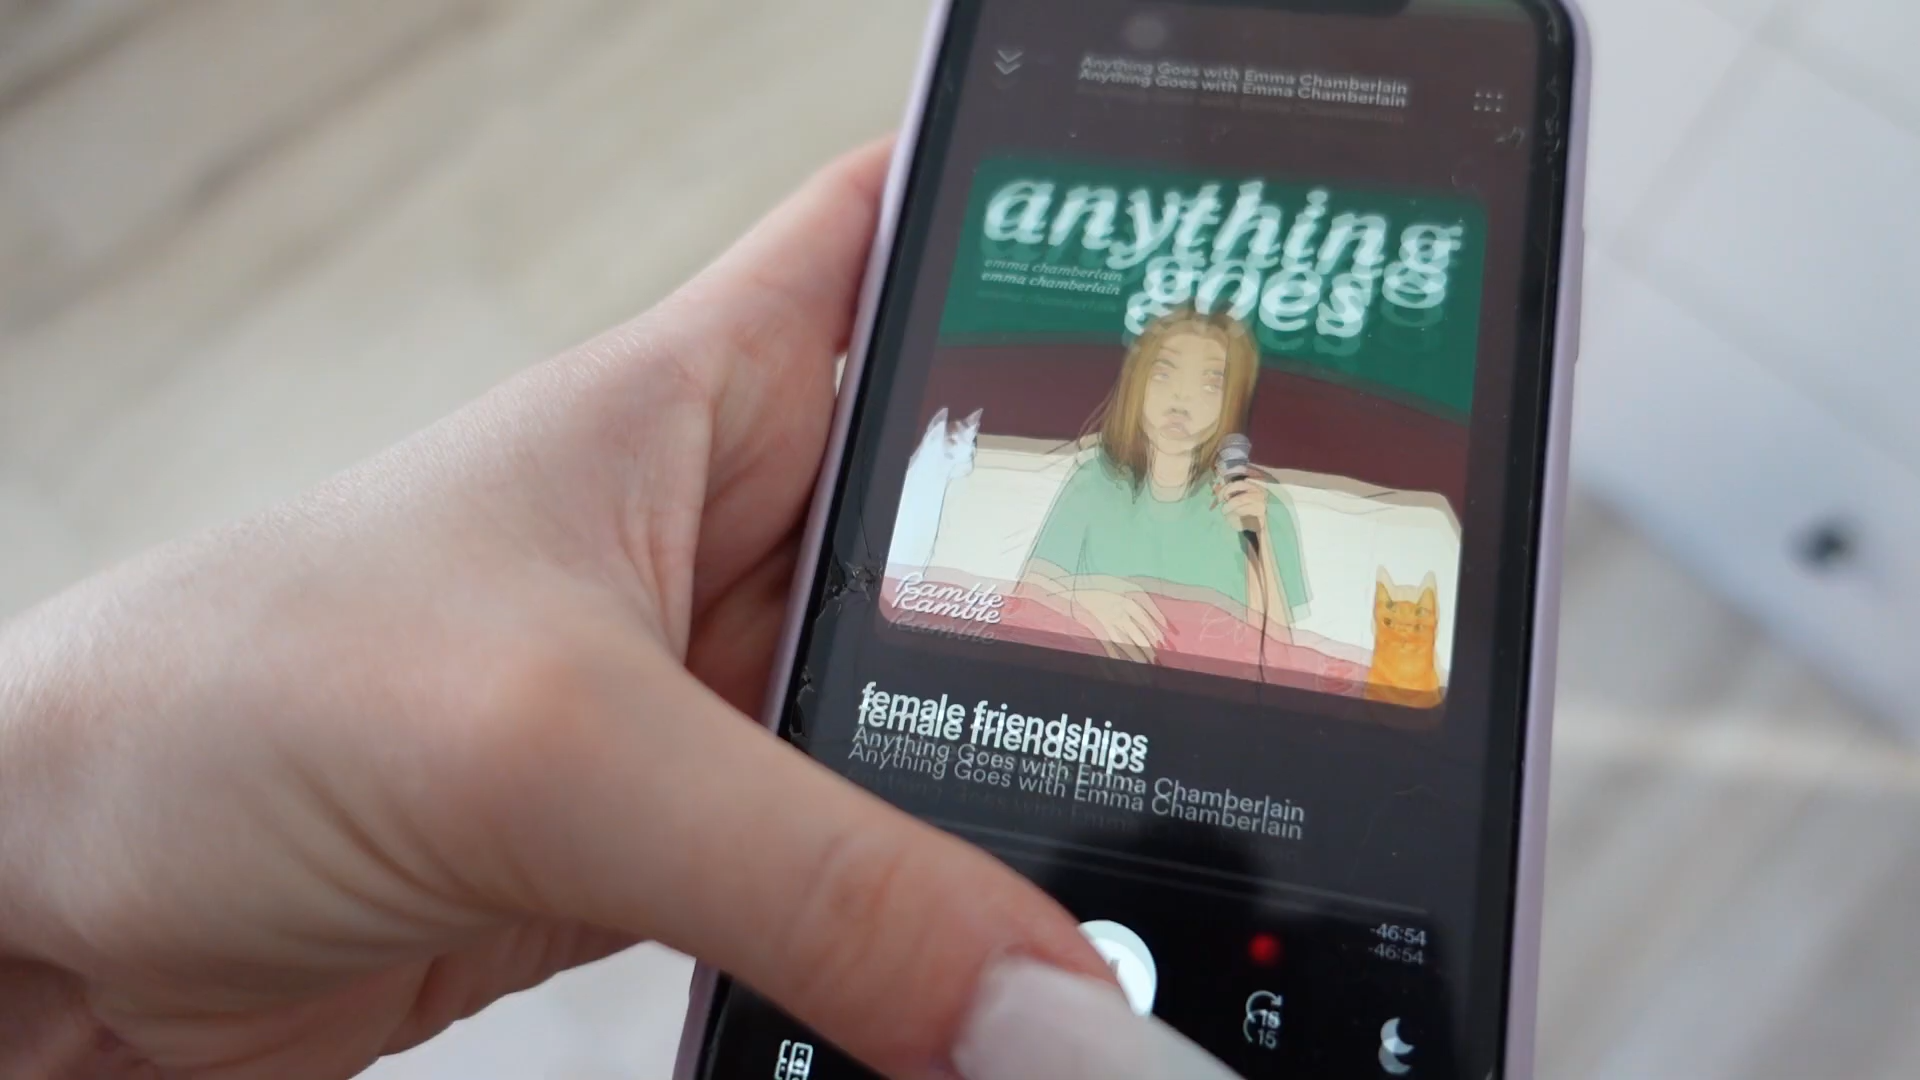 Anything Goes with Emma Chamberlain
anything
goes
emma chamberlain
Ramble
female friendships
Anything Goes with Emma Chamberlain
-46:54
15